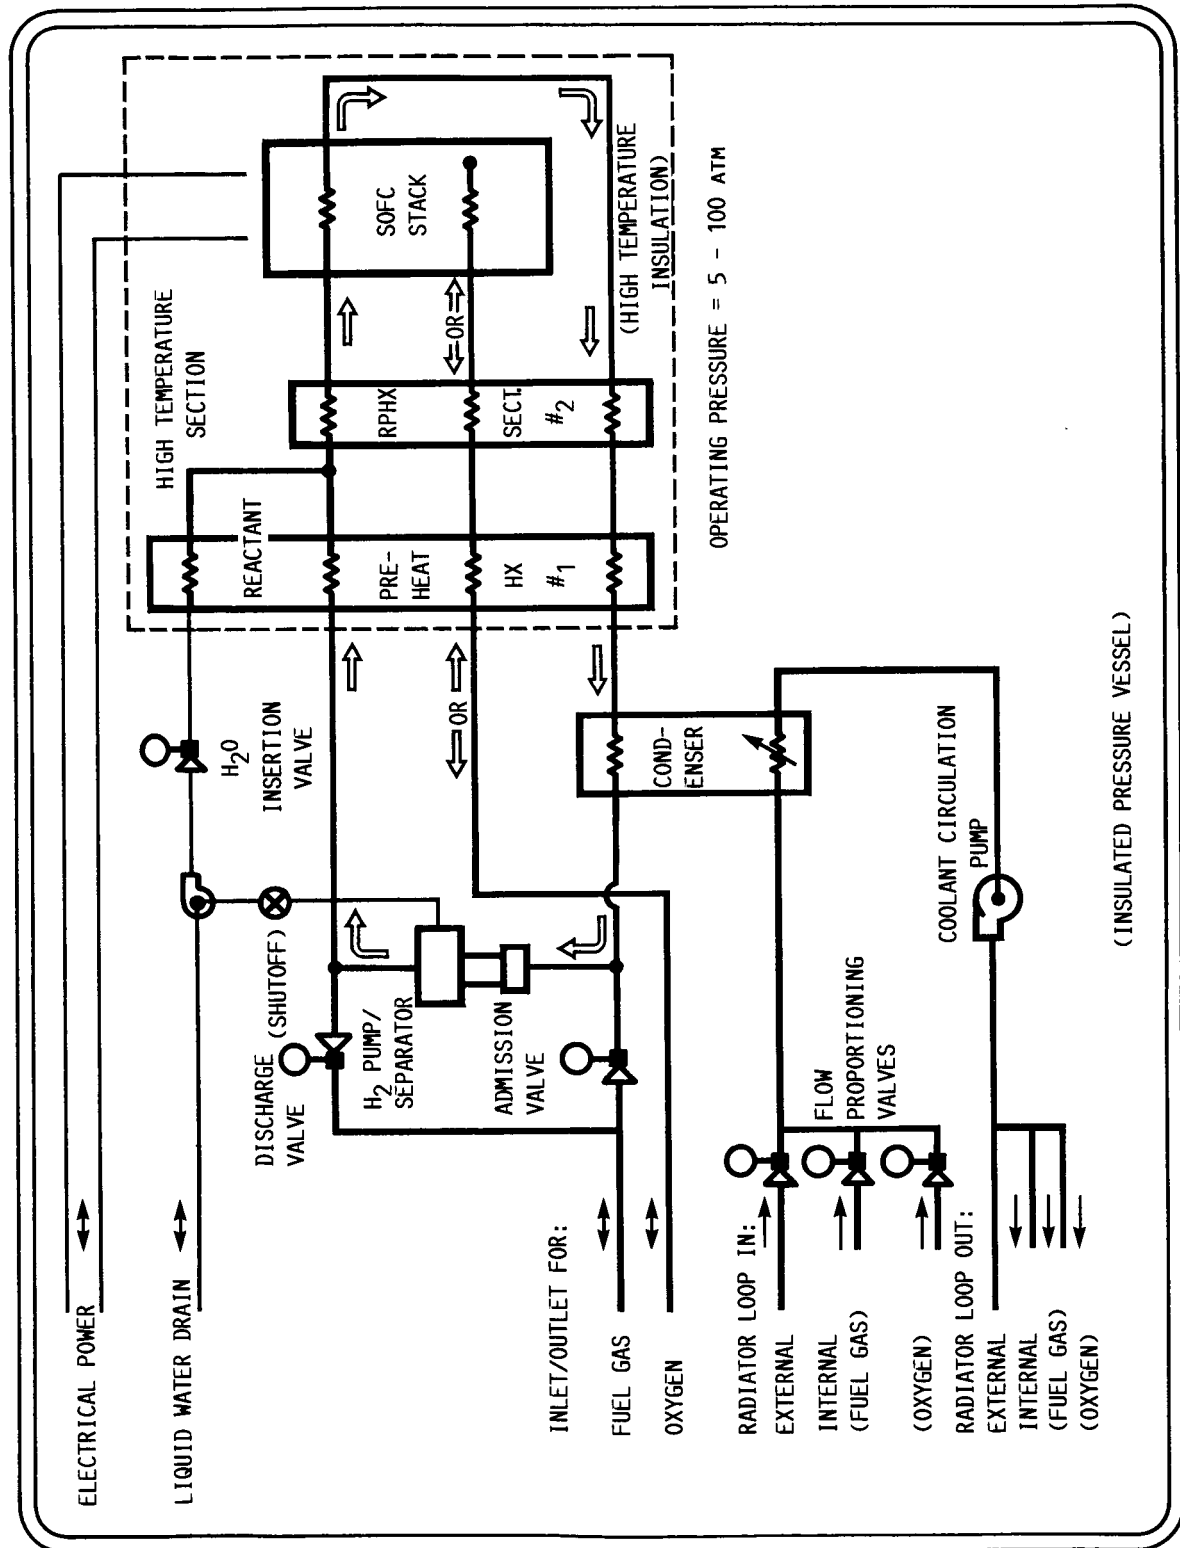 ELECTRICAL POWER
LIQUID WATER DRAIN
HIGH TEMPERATURE
SECTION
SOFC
STACK
REACTANT
PRE-
HEAT
HX
#1
RPHX
SECT.
#2
OR
OR
(HIGH TEMPERATURE
INSULATION)
H2O
INSERTION
VALVE
(SHUTOFF)
DISCHARGE
VALVE
H2 PUMP/
SEPARATOR
ADMISSION
VALVE
COND-
ENSER
INLET/OUTLET FOR:
FUEL GAS
OXYGEN
OPERATING PRESSURE = 5 - 100 ATM
FLOW
PROPORTIONING
VALVES
COOLANT CIRCULATION
PUMP
RADIATOR LOOP IN:
EXTERNAL
INTERNAL
(FUEL GAS)
(OXYGEN)
RADIATOR LOOP OUT:
EXTERNAL
INTERNAL
(FUEL GAS)
(OXYGEN)
(INSULATED PRESSURE VESSEL)